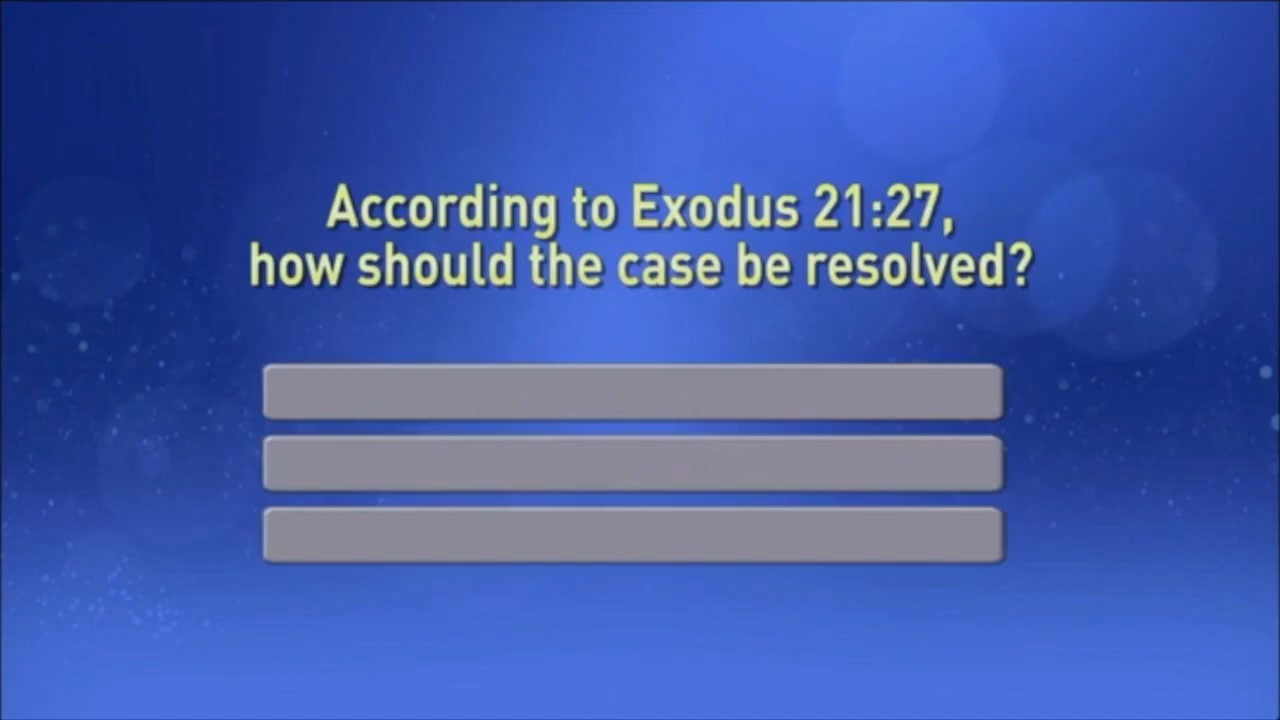 According to Exodus 21:27,
how should the case be resolved?